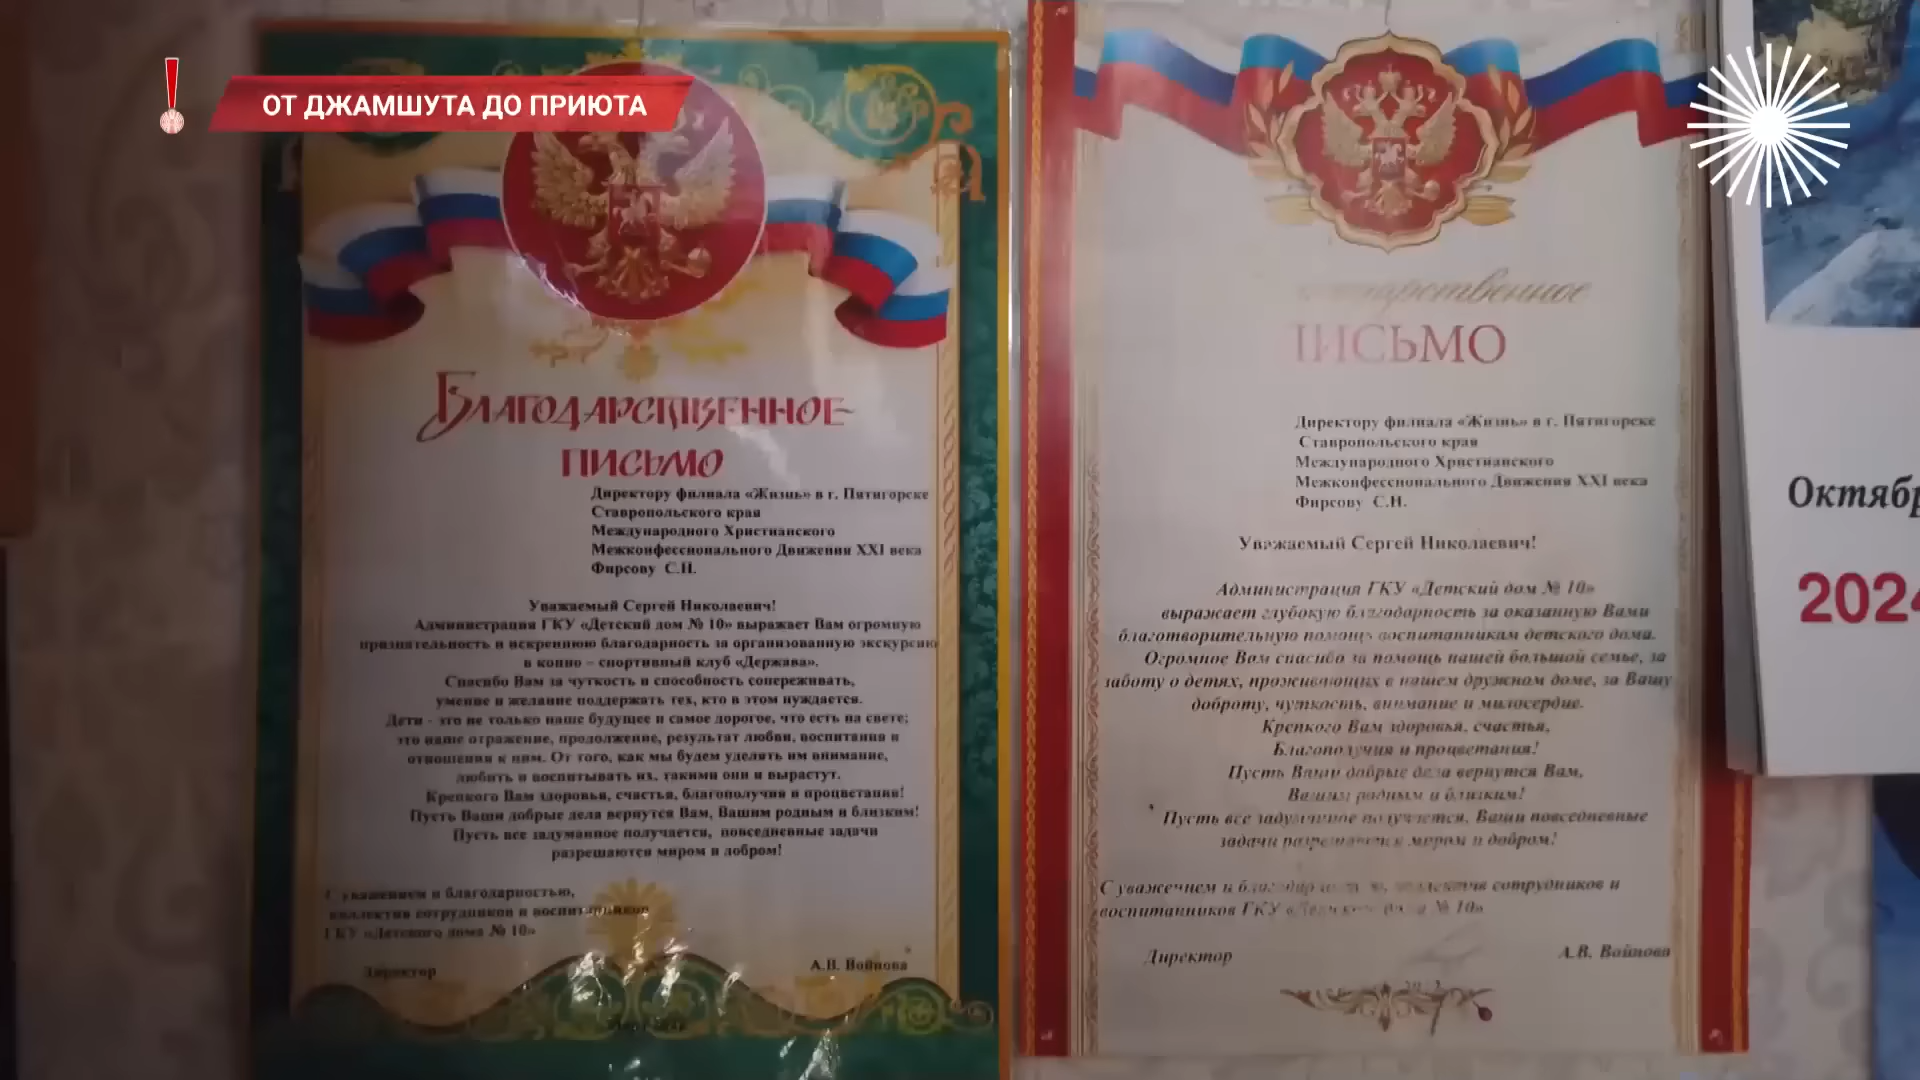 ОТ ДЖАМШУТА ДО ПРИЮТА
Благодарственное
письмо
Директору филиала «Жизнь» в г. Пятигорске
Ставропольского края
Международного Христианского
Межконфессионального Движения XXI века
Фирсову С.Н.
Уважаемый Сергей Николаевич!
Администрация ГКУ «Детский дом № 10» выражает Вам огромную
признательность и искреннюю благодарность за организованную экскурсию
в конно – спортивный клуб «Держава».
Спасибо Вам за чуткость и способность сопереживать,
умение и желание поддержать тех, кто в этом нуждается.
Дети - это не только наше будущее и самое дорогое, что есть на свете;
это наше отражение, продолжение, результат любви, воспитания и
отношения к ним. От того, как мы будем уделять им внимание,
любить и воспитывать их, такими они и вырастут.
Крепкого Вам здоровья, счастья, благополучия и процветания!
Пусть Ваши добрые дела вернутся Вам, Вашим родным и близким!
Пусть все задуманное получается, повседневные задачи
разрешаются миром и добром!
С уважением и благодарностью,
коллектив сотрудников и воспитанников
ГКУ «Детского дома № 10»
Директор А.В. Войнова
ПИСЬМО
Директору филиала «Жизнь» в г. Пятигорске
Ставропольского края
Международного Христианского
Межконфессионального Движения XXI века
Фирсову С.Н.
Уважаемый Сергей Николаевич!
Администрация ГКУ «Детский дом № 10»
выражает глубокую благодарность за оказанную Вами
благотворительную помощь воспитанникам детского дома.
Огромное Вам спасибо за помощь нашей большой семье, за
заботу о детях, проживающих в нашем дружном доме, за Вашу
доброту, чуткость, внимание и милосердие.
Крепкого Вам здоровья, счастья,
Благополучия и процветания!
Пусть Ваши добрые дела вернутся Вам,
Вашим родным и близким!
Пусть все задуманное получается, Ваши повседневные
задачи разрешаются миром и добром!
С уважением и коллектив сотрудников и
воспитанников ГКУ «Детского дома № 10»
Директор А.В. Войнова
Октябр
2024